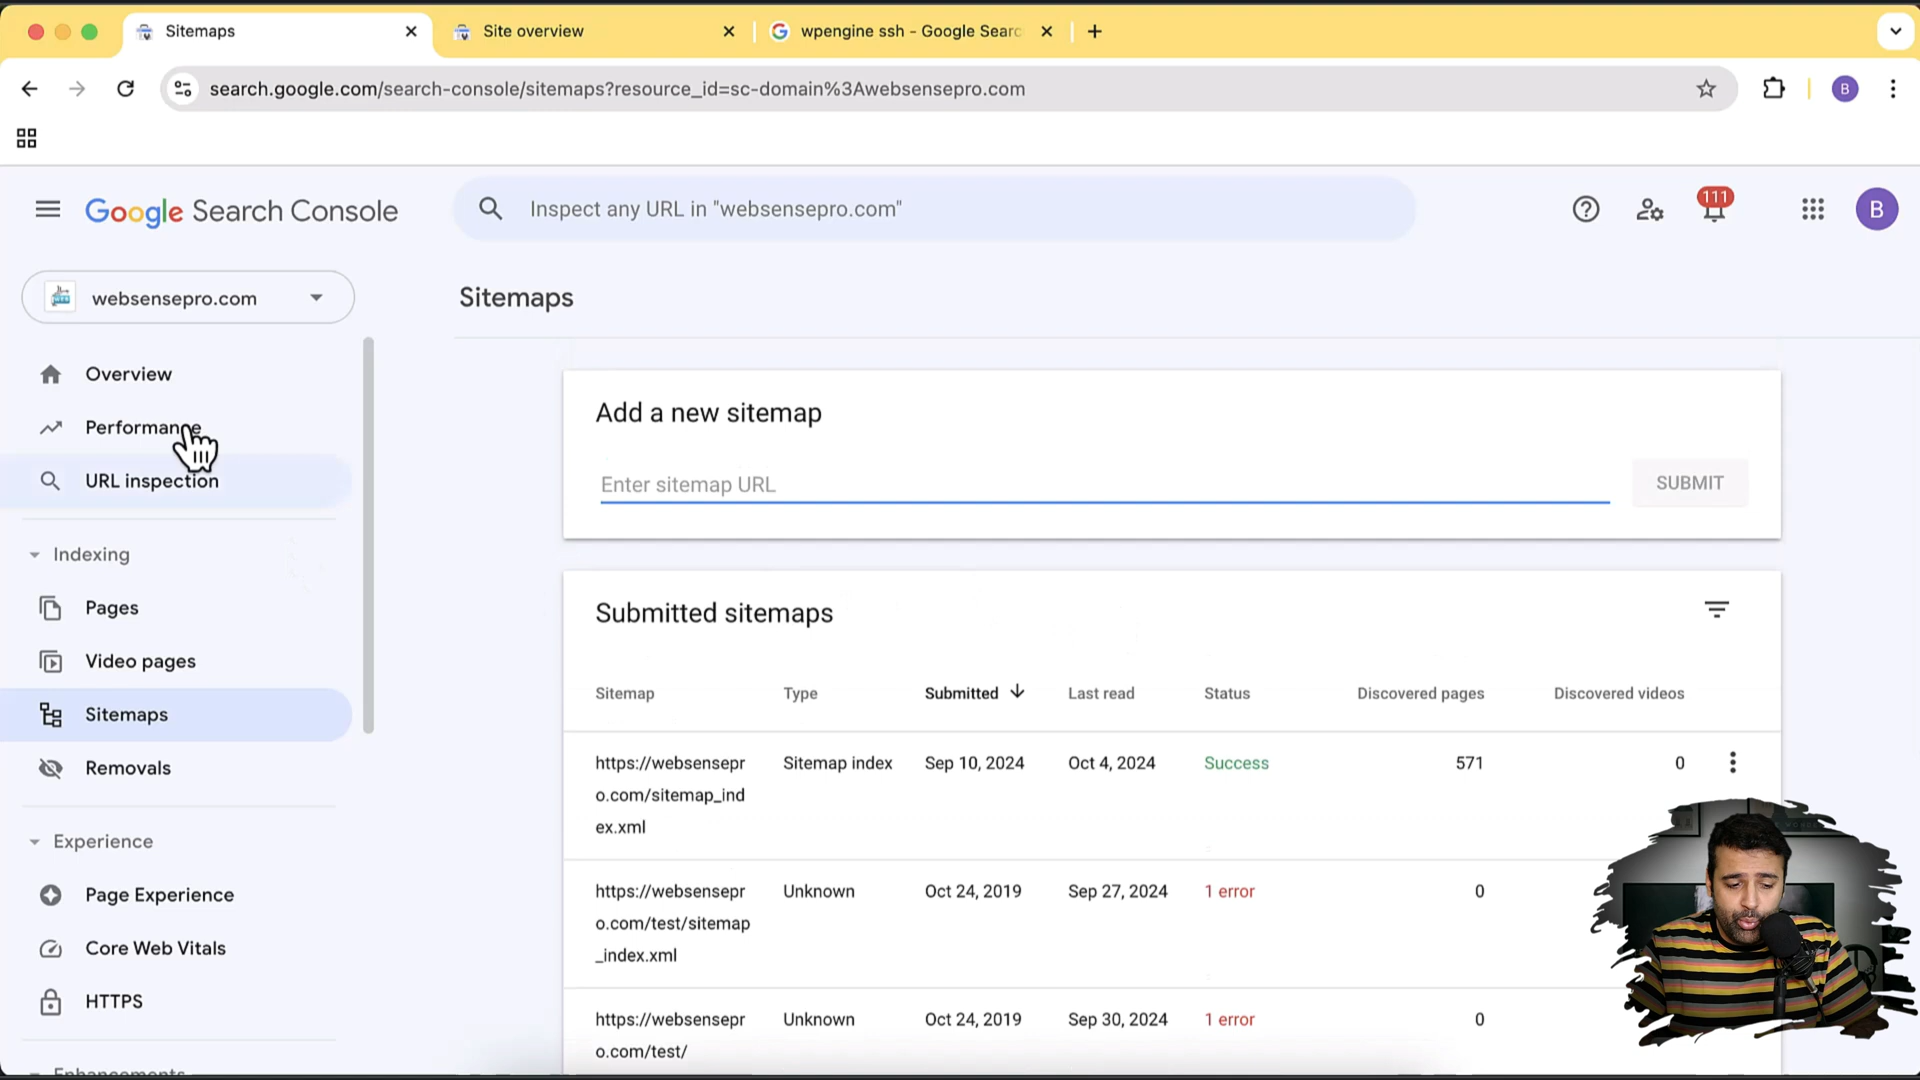 Sitemaps
Site overview
wpengine ssh - Google Searc
search.google.com/search-console/sitemaps?resource_id=sc-domain%3Awebsensepro.com
B
Google Search Console
Inspect any URL in "websensepro.com"
111
B
websensepro.com
Sitemaps
Overview
Performance
URL inspection
Indexing
Pages
Video pages
Sitemaps
Removals
Experience
Page Experience
Core Web Vitals
HTTPS
Enhancements
Add a new sitemap
Enter sitemap URL
SUBMIT
Submitted sitemaps
Sitemap Type Submitted Last read Status Discovered pages Discovered videos
https://websensepr Sitemap index Sep 10, 2024 Oct 4, 2024 Success 571 0
o.com/sitemap_ind
ex.xml
https://websensepr Unknown Oct 24, 2019 Sep 27, 2024 1 error 0
o.com/test/sitemap
_index.xml
https://websensepr Unknown Oct 24, 2019 Sep 30, 2024 1 error 0
o.com/test/